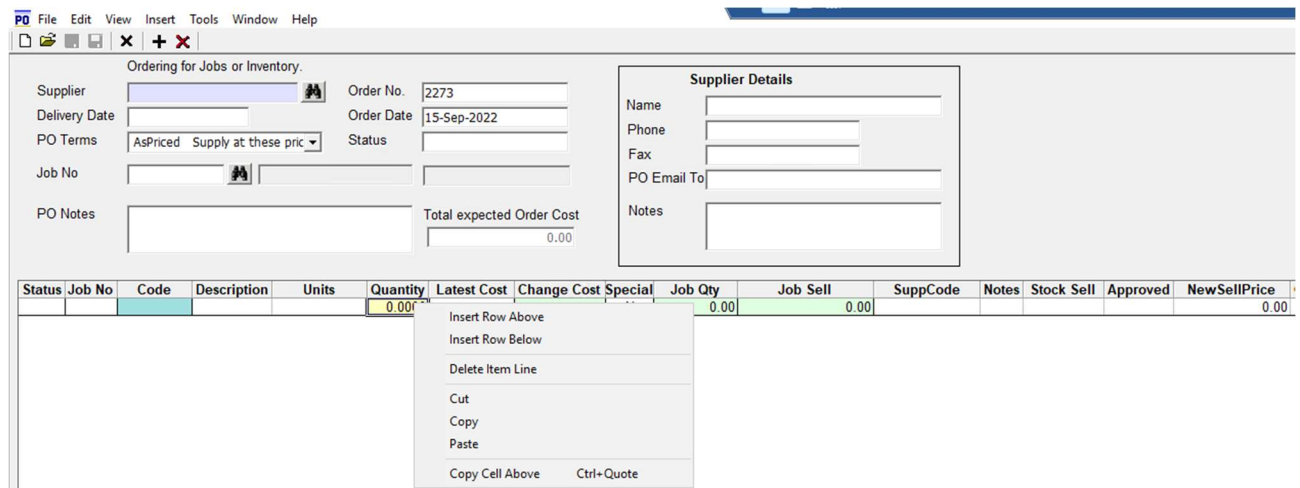 PO File Edit View Insert Tools Window Help
Ordering for Jobs or Inventory.
Supplier
Order No. 2273
Delivery Date
Order Date 15-Sep-2022
PO Terms AsPriced Supply at these pric
Status
Job No
PO Notes
Total expected Order Cost
0.00
Supplier Details
Name
Phone
Fax
PO Email To
Notes
Status Job No Code Description Units Quantity Latest Cost Change Cost Special Job Qty Job Sell SuppCode Notes Stock Sell Approved NewSellPrice
0.000 0.00 0.00 0.00
Insert Row Above
Insert Row Below
Delete Item Line
Cut
Copy
Paste
Copy Cell Above Ctrl+Quote